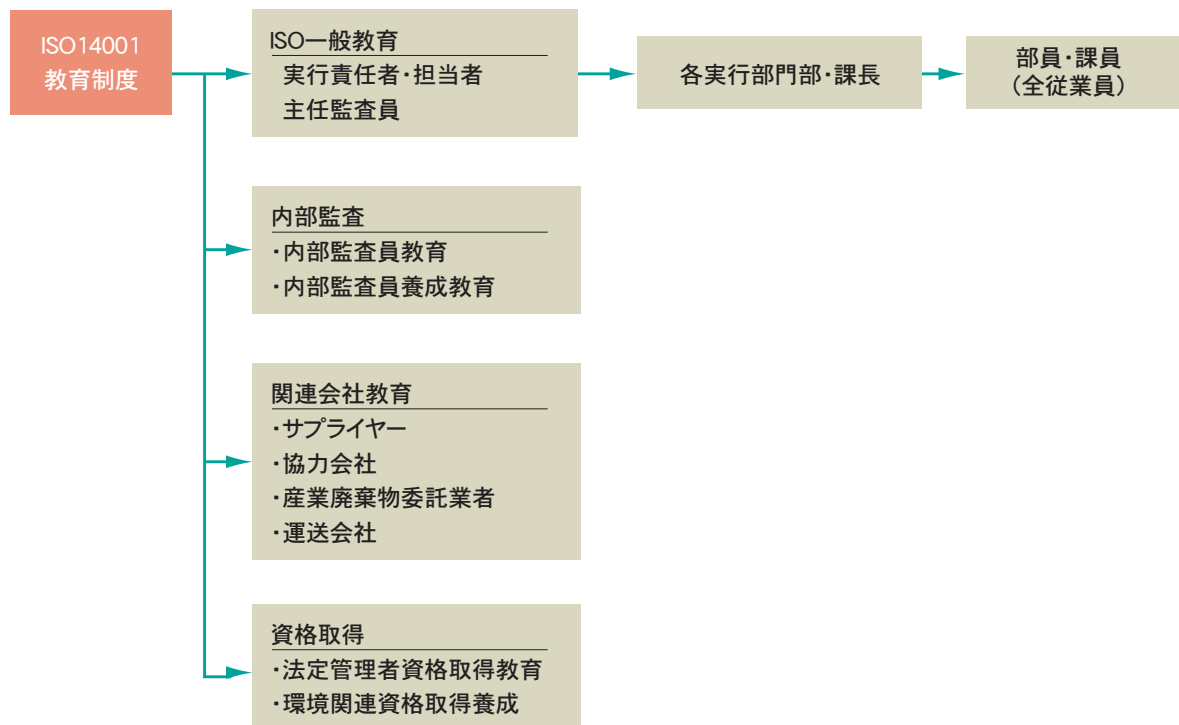 ISO14001
教育制度
ISO一般教育
実行責任者・担当者
主任監査員
各実行部門部・課長
部員・課員
（全従業員）
内部監査
・内部監査員教育
・内部監査員養成教育
関連会社教育
・サプライヤー
・協力会社
・産業廃棄物委託業者
・運送会社
資格取得
・法定管理者資格取得教育
・環境関連資格取得養成